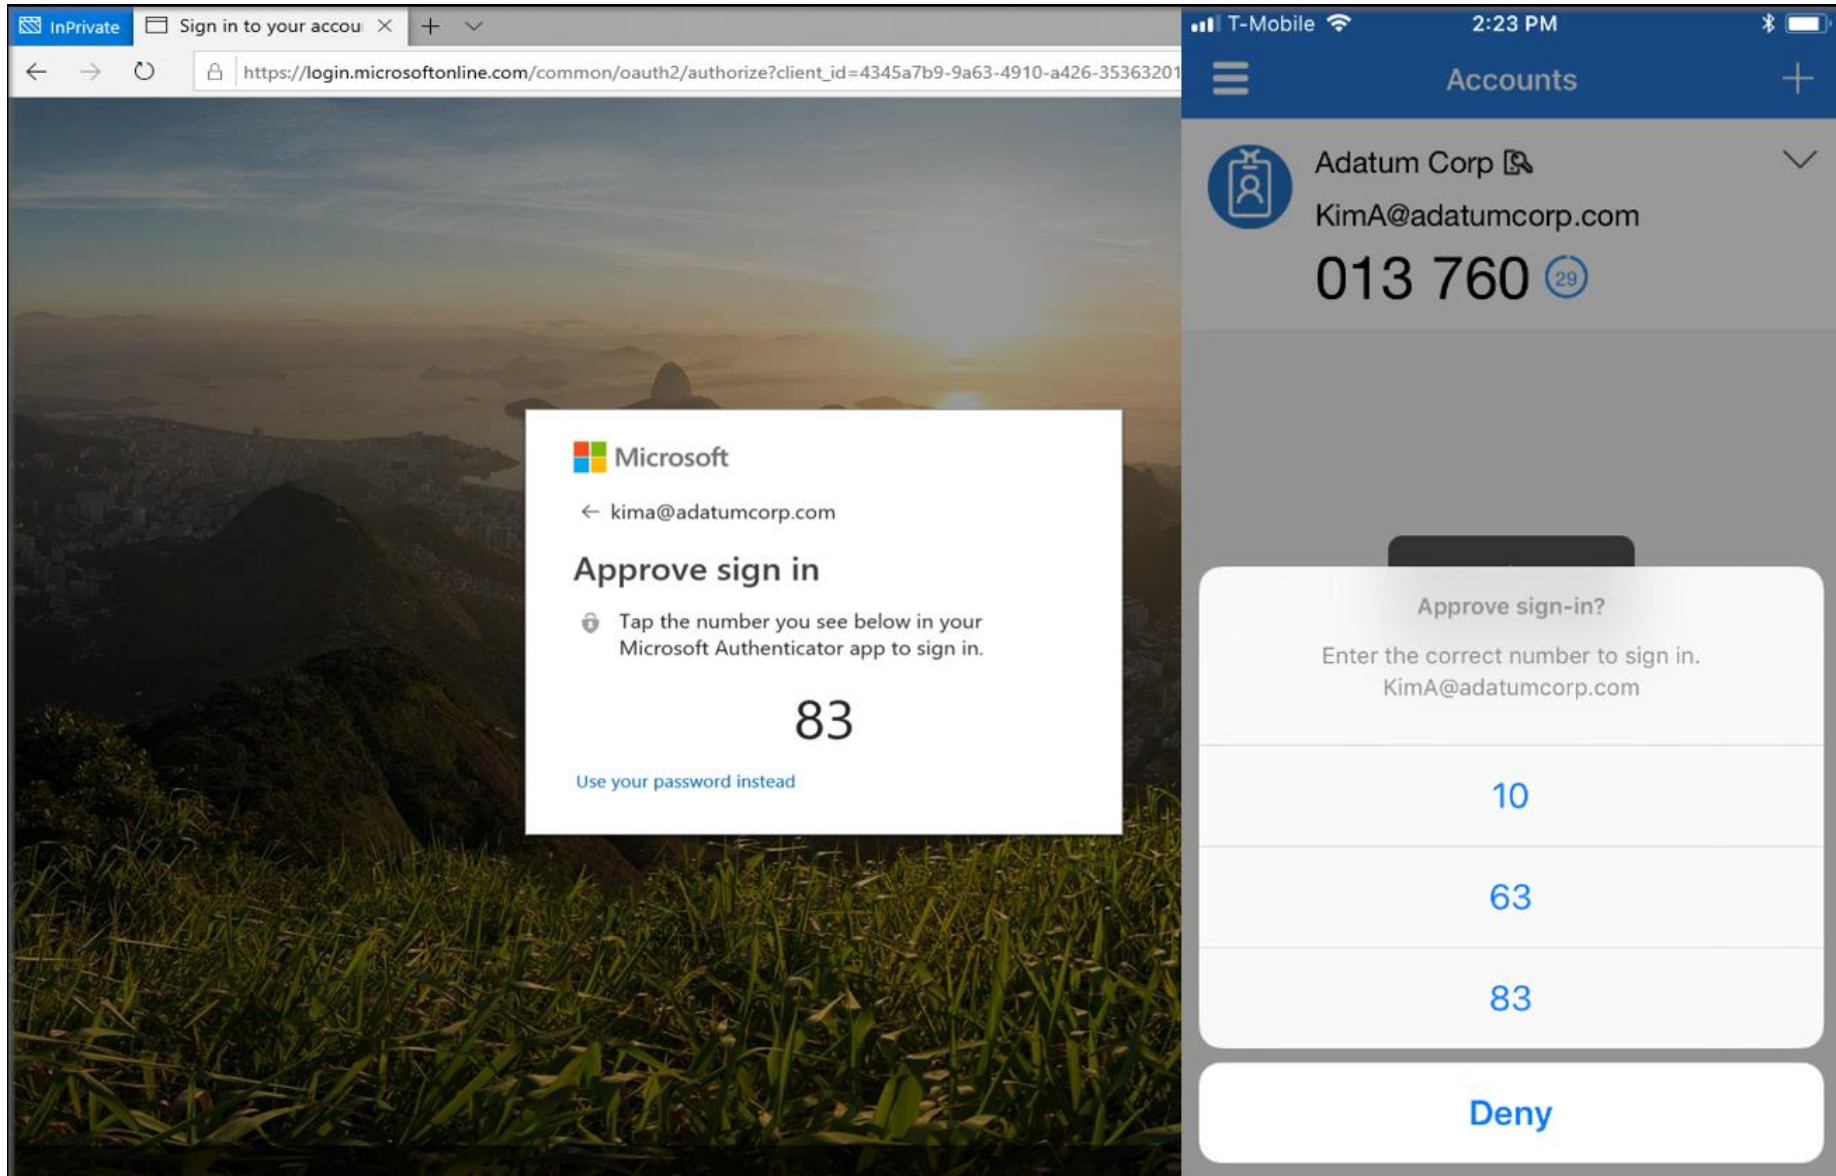 InPrivate
Sign in to your accou
https://login.microsoftonline.com/common/oauth2/authorize?client_id=4345a7b9-9a63-4910-a426-35363201
Microsoft
kima@adatumcorp.com
Approve sign in
Tap the number you see below in your
Microsoft Authenticator app to sign in.
83
Use your password instead
T-Mobile
2:23 PM
Accounts
Adatum Corp
KimA@adatumcorp.com
013 760
29
Approve sign-in?
Enter the correct number to sign in.
KimA@adatumcorp.com
10
63
83
Deny